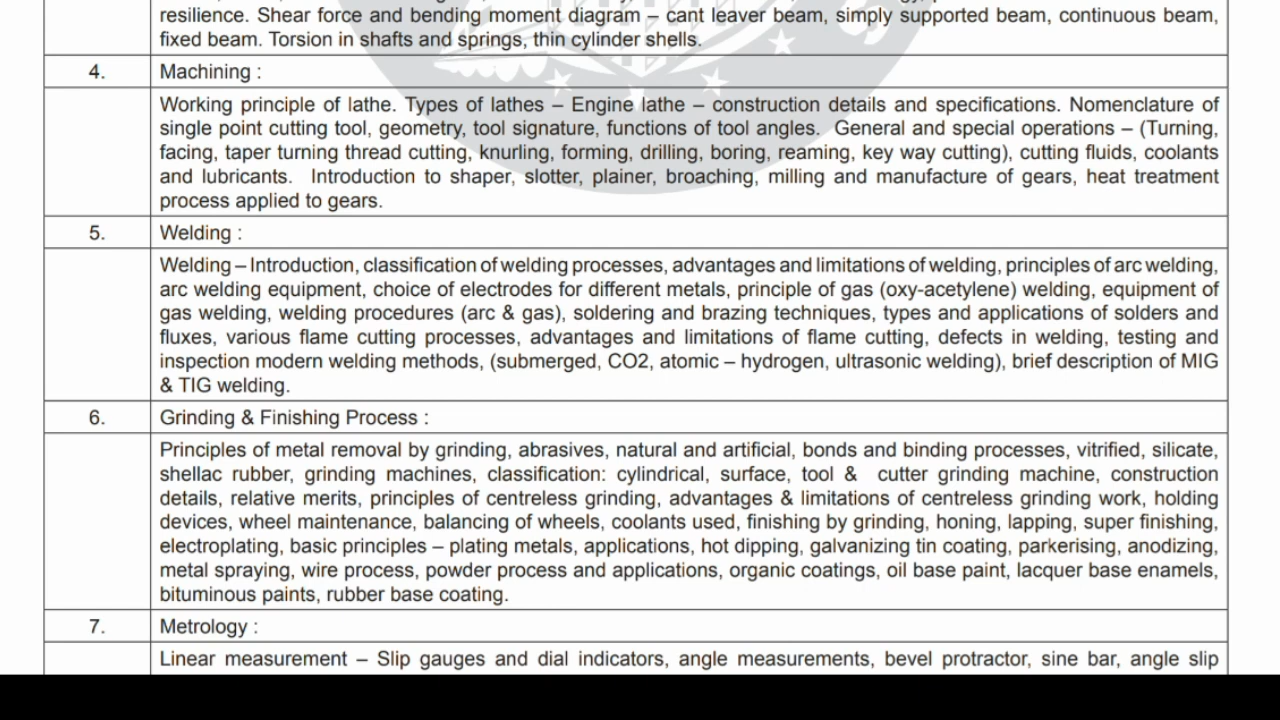 resilience. Shear force and bending moment diagram – cant leaver beam, simply supported beam, continuous beam,
fixed beam. Torsion in shafts and springs, thin cylinder shells.
4. Machining :
Working principle of lathe. Types of lathes – Engine lathe – construction details and specifications. Nomenclature of
single point cutting tool, geometry, tool signature, functions of tool angles. General and special operations – (Turning,
facing, taper turning thread cutting, knurling, forming, drilling, boring, reaming, key way cutting), cutting fluids, coolants
and lubricants. Introduction to shaper, slotter, plainer, broaching, milling and manufacture of gears, heat treatment
process applied to gears.
5. Welding :
Welding – Introduction, classification of welding processes, advantages and limitations of welding, principles of arc welding,
arc welding equipment, choice of electrodes for different metals, principle of gas (oxy-acetylene) welding, equipment of
gas welding, welding procedures (arc & gas), soldering and brazing techniques, types and applications of solders and
fluxes, various flame cutting processes, advantages and limitations of flame cutting, defects in welding, testing and
inspection modern welding methods, (submerged, CO2, atomic – hydrogen, ultrasonic welding), brief description of MIG
& TIG welding.
6. Grinding & Finishing Process :
Principles of metal removal by grinding, abrasives, natural and artificial, bonds and binding processes, vitrified, silicate,
shellac rubber, grinding machines, classification: cylindrical, surface, tool & cutter grinding machine, construction
details, relative merits, principles of centreless grinding, advantages & limitations of centreless grinding work, holding
devices, wheel maintenance, balancing of wheels, coolants used, finishing by grinding, honing, lapping, super finishing,
electroplating, basic principles – plating metals, applications, hot dipping, galvanizing tin coating, parkerising, anodizing,
metal spraying, wire process, powder process and applications, organic coatings, oil base paint, lacquer base enamels,
bituminous paints, rubber base coating.
7. Metrology :
Linear measurement – Slip gauges and dial indicators, angle measurements, bevel protractor, sine bar, angle slip